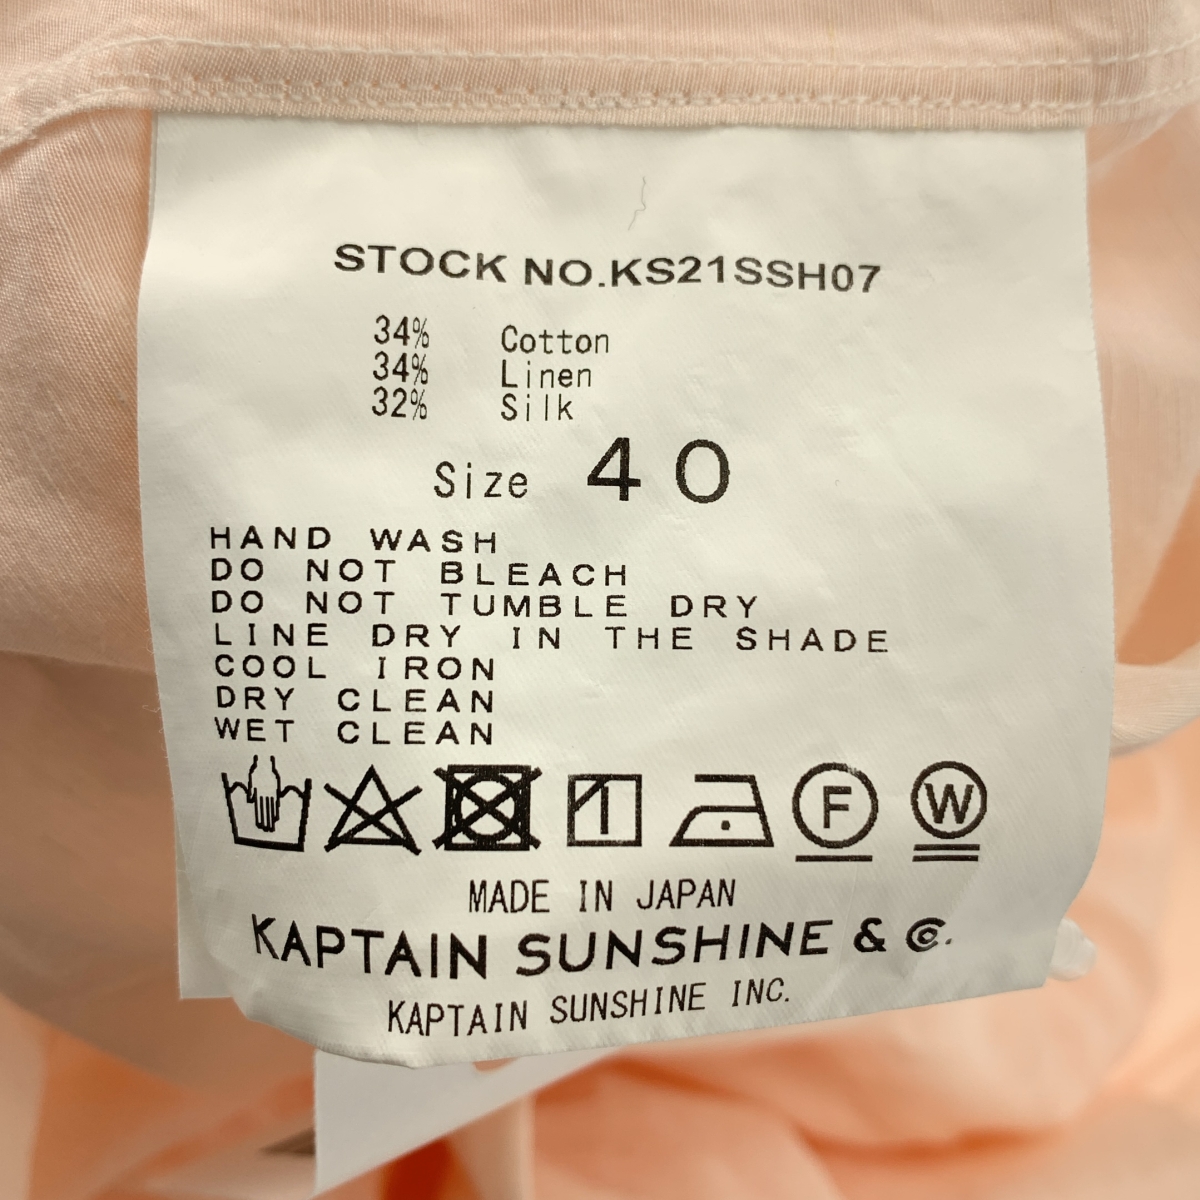 STOCK NO.KS21SSH07
34% Cotton
34% Linen
32% Silk
Size 40
HAND WASH
DO NOT BLEACH
DO NOT TUMBLE DRY
LINE DRY IN THE SHADE
COOL IRON
DRY CLEAN
WET CLEAN
F W
MADE IN JAPAN
KAPTAIN SUNSHINE & Co.
KAPTAIN SUNSHINE INC.